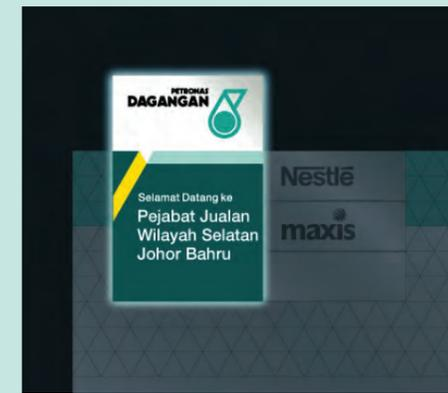 PETRONAS
DAGANGAN
Selamat Datang ke
Pejabat Jualan
Wilayah Selatan
Johor Bahru
Nestlē
maxis